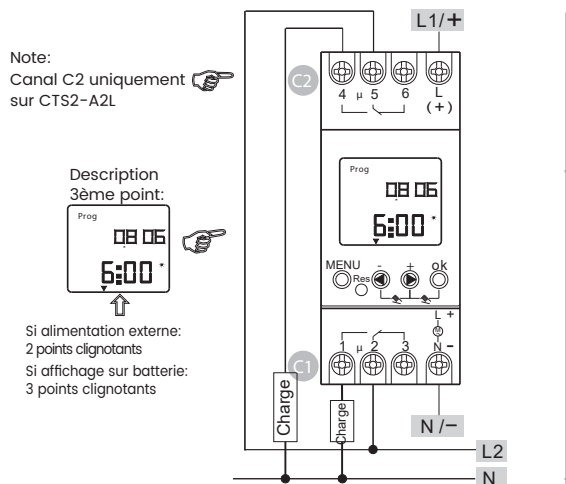 L1/+
Note:
Canal C2 uniquement
sur CTS2-A2L
C2
4 µ 5 6 L
(+)
Description
3ème point:
Prog
08 06
6:00 *
Prog
08 06
6:00 *
MENU - + ok
Res
Si alimentation externe:
2 points clignotants
Si affichage sur batterie:
3 points clignotants
L +
M
N -
1 µ 2 3
C1
Charge
Charge
N /-
L2
N